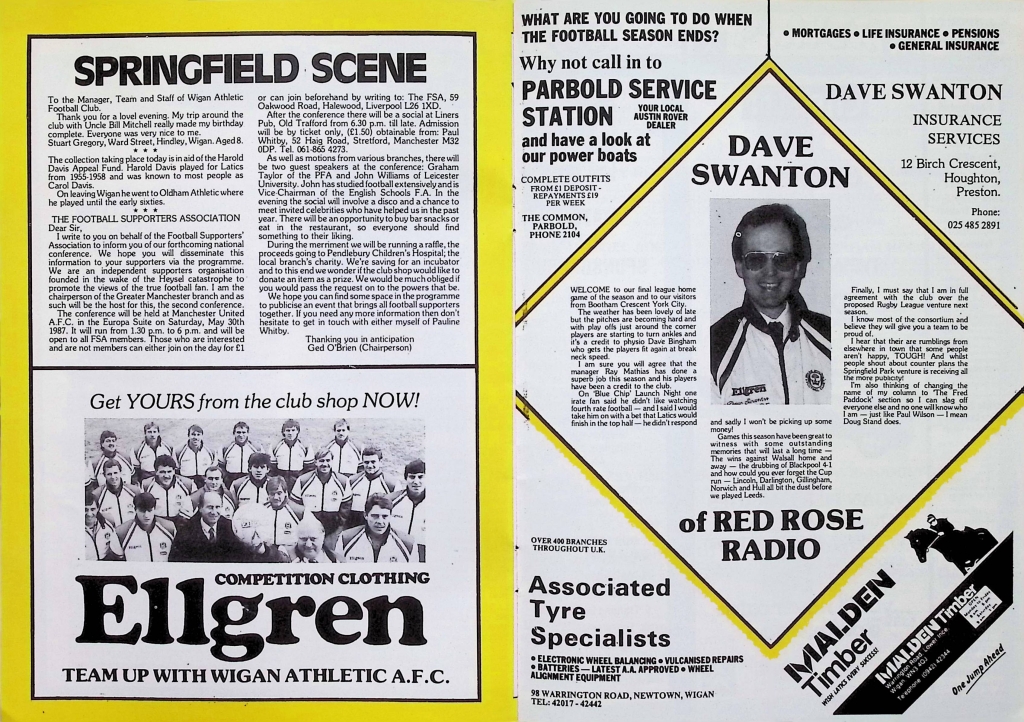 SPRINGFIELD SCENE
To the Manager, Team and Staff of Wigan Athletic
Football Club.
Thank you for a lovel evening. My trip around the
club with Uncle Bill Mitchell really made my birthday
complete. Everyone was very nice to me.
Stuart Gregory, Ward Street, Hindley, Wigan. Aged 8.
* * *
The collection taking place today is in aid of the Harold
Davis Appeal Fund. Harold Davis played for Latics
from 1955-1958 and was known to most people as
Carol Davis.
On leaving Wigan he went to Oldham Athletic where
he played until the early sixties.
* * *
THE FOOTBALL SUPPORTERS ASSOCIATION
Dear Sir,
I write to you on behalf of the Football Supporters'
Association to inform you of our forthcoming national
conference. We hope you will disseminate this
information to your supporters via the programme.
We are an independent supporters organisation
founded in the wake of the Heysel catastrophe to
promote the views of the true football fan. I am the
chairperson of the Greater Manchester branch and as
such will be the host for this, the second conference.
The conference will be held at Manchester United
A.F.C. in the Europa Suite on Saturday, May 30th
1987. It will run from 1.30 p.m. to 6 p.m. and will be
open to all FSA members. Those who are interested
and are not members can either join on the day for £1
or can join beforehand by writing to: The FSA, 59
Oakwood Road, Halewood, Liverpool L26 1XD.
After the conference there will be a social at Liners
Pub, Old Trafford from 6.30 p.m. till late. Admission
will be by ticket only, (£1.50) obtainable from: Paul
Whitby, 52 Haig Road, Stretford, Manchester M32
0DP. Tel. 061-865 4273.
As well as motions from various branches, there will
be two guest speakers at the conference: Graham
Taylor of the PFA and John Williams of Leicester
University. John has studied football extensively and is
Vice-Chairman of the English Schools F.A. In the
evening the social will involve a disco and a chance to
meet invited celebrities who have helped us in the past
year. There will be an opportunity to buy bar snacks or
eat in the restaurant, so everyone should find
something to their liking.
During the merriment we will be running a raffle, the
proceeds going to Pendlebury Children's Hospital; the
local branch's charity. We're saving for an incubator
and to this end we wonder if the club shop would like to
donate an item as a prize. We would be much obliged if
you would pass the request on to the powers that be.
We hope you can find some space in the programme
to publicise an event that brings all football supporters
together. If you need any more information then don't
hesitate to get in touch with either myself of Pauline
Whitby.
Thanking you in anticipation
Ged O'Brien (Chairperson)
Get YOURS from the club shop NOW!
COMPETITION CLOTHING
Ellgren
TEAM UP WITH WIGAN ATHLETIC A.F.C.
WHAT ARE YOU GOING TO DO WHEN
THE FOOTBALL SEASON ENDS?
Why not call in to
PARBOLD SERVICE
STATION
YOUR LOCAL
AUSTIN ROVER
DEALER
and have a look at
our power boats
COMPLETE OUTFITS
FROM £1 DEPOSIT -
REPAYMENTS £19
PER WEEK
THE COMMON,
PARBOLD,
PHONE 2104
• MORTGAGES • LIFE INSURANCE • PENSIONS
• GENERAL INSURANCE
DAVE SWANTON
INSURANCE
SERVICES
12 Birch Crescent,
Houghton,
Preston.
Phone:
025 485 2891
DAVE
SWANTON
Ellgren
WELCOME to our final league home
game of the season and to our visitors
from Bootham Crescent York City.
The weather has been lovely of late
but the pitches are becoming hard and
with play offs just around the corner
players are starting to turn ankles and
it's a credit to physio Dave Bingham
who gets the players fit again at break
neck speed.
I am sure you will agree that the
manager Ray Mathias has done a
superb job this season and his players
have been a credit to the club.
On 'Blue Chip' Launch Night one
irate fan said he didn't like watching
fourth rate football — and I said I would
take him on with a bet that Latics would
finish in the top half — he didn't respond
and sadly I won't be picking up some
money!
Games this season have been great to
witness with some outstanding
memories that will last a long time —
The wins against Walsall home and
away — the drubbing of Blackpool 4-1
and how could you ever forget the Cup
run — Lincoln, Darlington, Gillingham,
Norwich and Hull all bit the dust before
we played Leeds.
Finally, I must say that I am in full
agreement with the club over the
proposed Rugby League venture next
season.
I know most of the consortium and
believe they will give you a team to be
proud of.
I hear that there are rumblings from
elsewhere in town that some people
aren't happy, TOUGH! And whilst
people shout about counter plans the
Springfield Park venture is receiving all
the more publicity!
I'm also thinking of changing the
name of my column to 'The Fred
Paddock' section so I can slag off
everyone else and no one will know who
I am — just like Paul Wilson — I mean
Doug Stand does.
of RED ROSE
RADIO
OVER 400 BRANCHES
THROUGHOUT U.K.
Associated
Tyre
Specialists
• ELECTRONIC WHEEL BALANCING • VULCANISED REPAIRS
• BATTERIES — LATEST A.A. APPROVED • WHEEL
ALIGNMENT EQUIPMENT
98 WARRINGTON ROAD, NEWTOWN, WIGAN
TEL: 42017 - 42442
MALDEN
Timber
WISH LATICS EVERY SUCCESS!
MALDEN Timber
Warrington Road, Lower Ince,
Wigan WN3 4QJ
Telephone (0942) 42344
One Jump Ahead